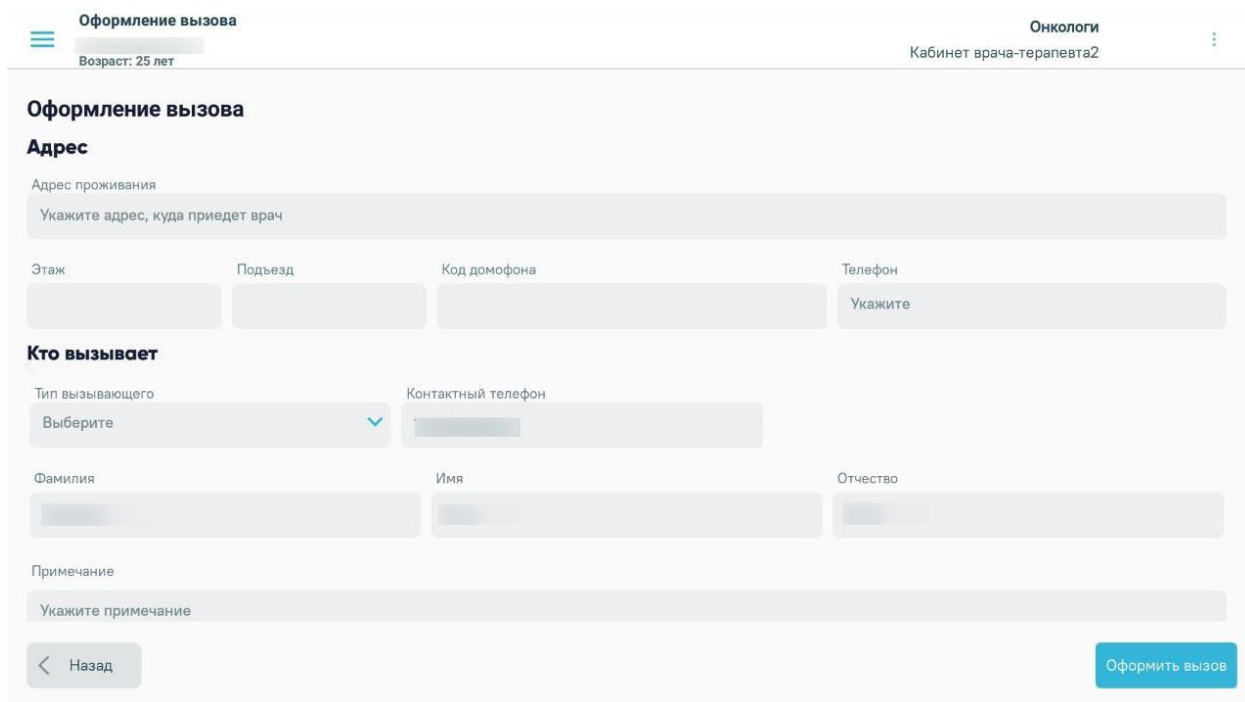 Оформление вызова
Возраст: 25 лет
Онкологи
Кабинет врача-терапевта2
Оформление вызова
Адрес
Адрес проживания
Укажите адрес, куда приедет врач
Этаж Подъезд Код домофона Телефон
Укажите
Кто вызывает
Тип вызывающего Контактный телефон
Выберите
Фамилия Имя Отчество
Примечание
Укажите примечание
Назад Оформить вызов